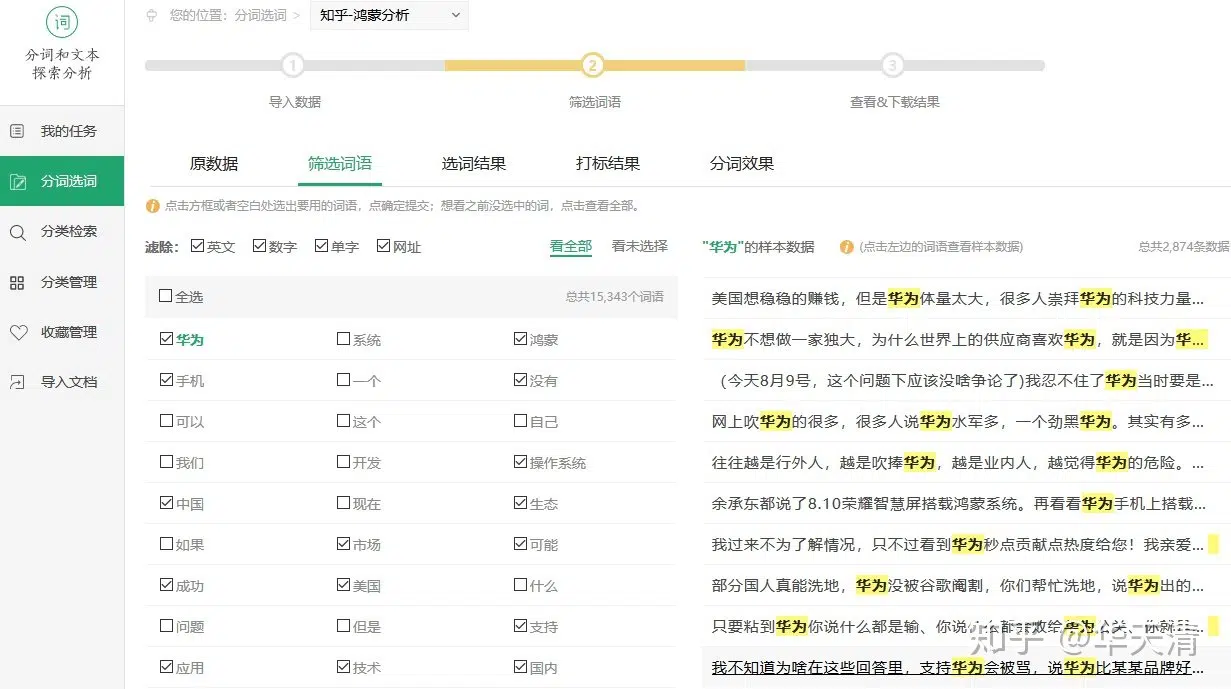 词
分词和文本
探索分析
我的任务
分词选词
分类检索
分类管理
收藏管理
导入文档
您的位置：分词选词 > 知乎-鸿蒙分析
1 2 3
导入数据 筛选词语 查看&下载结果
原数据 筛选词语 选词结果 打标结果 分词效果
点击方框或者空白处选出要用的词语，点确定提交；想看之前没选中的词，点击查看全部。
滤除： 英文 数字 单字 网址 看全部 看未选择
全选 总共15,343个词语
华为 系统 鸿蒙
手机 一个 没有
可以 这个 自己
我们 开发 操作系统
中国 现在 生态
如果 市场 可能
成功 美国 什么
问题 但是 支持
应用 技术 国内
"华为"的样本数据 (点击左边的词语查看样本数据) 总共2,874条数据
美国想稳稳的赚钱，但是华为体量太大，很多人崇拜华为的科技力量...
华为不想做一家独大，为什么世界上的供应商喜欢华为，就是因为华...
（今天8月9号，这个问题下应该没啥争论了)我忍不住了华为当时要是...
网上吹华为的很多，很多人说华为水军多，一个劲黑华为。其实有多...
往往越是行外人，越是吹捧华为，越是业内人，越觉得华为的危险。...
余承东都说了8.10荣耀智慧屏搭载鸿蒙系统。再看看华为手机上搭载...
我过来不为了解情况，只不过看到华为秒点贡献点热度给您！我亲爱...
部分国人真能洗地，华为没被谷歌阉割，你们帮忙洗地，说华为出的...
只要粘到华为你说什么都是输、你说
我不知道为啥在这些回答里，支持华为会被骂，说华为比某某品牌好...
知乎 @华天清